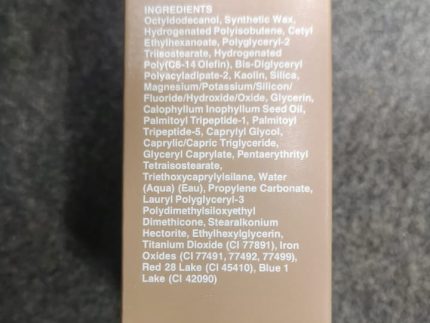 INGREDIENTS
Octyldodecanol, Synthetic Wax,
Hydrogenated Polyisobutene, Cetyl
Ethylhexanoate, Polyglyceryl-2
Triisostearate, Hydrogenated
Poly(C6-14 Olefin), Bis-Diglyceryl
Polyacyladipate-2, Kaolin, Silica,
Magnesium/Potassium/Silicon/
Fluoride/Hydroxide/Oxide, Glycerin,
Calophyllum Inophyllum Seed Oil,
Palmitoyl Tripeptide-1, Palmitoyl
Tripeptide-5, Caprylyl Glycol,
Caprylic/Capric Triglyceride,
Glyceryl Caprylate, Pentaerythrityl
Tetraisostearate,
Triethoxycaprylylsilane, Water
(Aqua) (Eau), Propylene Carbonate,
Lauryl Polyglyceryl-3
Polydimethylsiloxyethyl
Dimethicone, Stearalkonium
Hectorite, Ethylhexylglycerin,
Titanium Dioxide (CI 77891), Iron
Oxides (CI 77491, 77492, 77499),
Red 28 Lake (CI 45410), Blue 1
Lake (CI 42090)